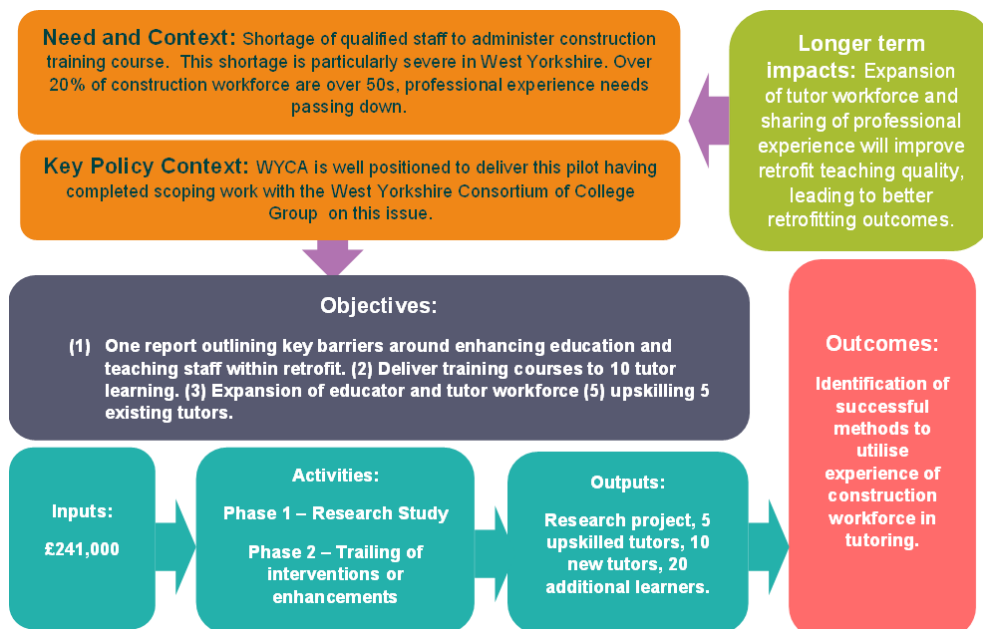 Need and Context: Shortage of qualified staff to administer construction
training course. This shortage is particularly severe in West Yorkshire. Over
20% of construction workforce are over 50s, professional experience needs
passing down.
Key Policy Context: WYCA is well positioned to deliver this pilot having
completed scoping work with the West Yorkshire Consortium of College
Group on this issue.
Longer term
impacts: Expansion
of tutor workforce and
sharing of professional
experience will improve
retrofit teaching quality,
leading to better
retrofitting outcomes.
Objectives:
(1) One report outlining key barriers around enhancing education and
teaching staff within retrofit. (2) Deliver training courses to 10 tutor
learning. (3) Expansion of educator and tutor workforce (5) upskilling 5
existing tutors.
Inputs:
£241,000
Activities:
Phase 1 – Research Study
Phase 2 – Trailing of
interventions or
enhancements
Outputs:
Research project, 5
upskilled tutors, 10
new tutors, 20
additional learners.
Outcomes:
Identification of
successful
methods to
utilise
experience of
construction
workforce in
tutoring.